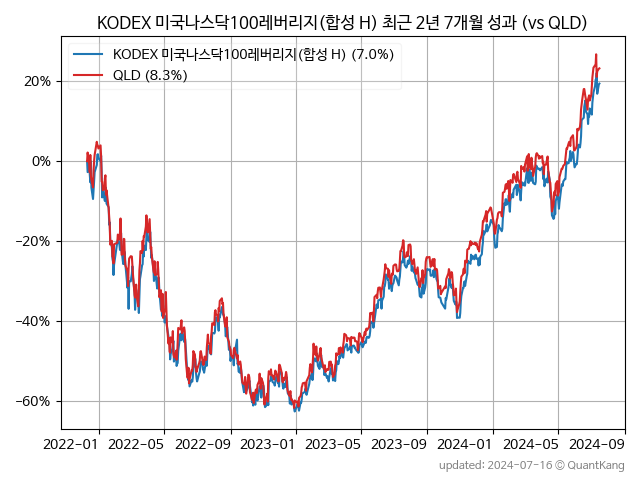 KODEX 미국나스닥100레버리지(합성 H) 최근 2년 7개월 성과 (vs QLD)
KODEX 미국나스닥100레버리지(합성 H) (7.0%)
QLD (8.3%)
20%
0%
−20%
−40%
−60%
2022-01 2022-05 2022-09 2023-01 2023-05 2023-09 2024-01 2024-05 2024-09
updated: 2024-07-16 © QuantKang